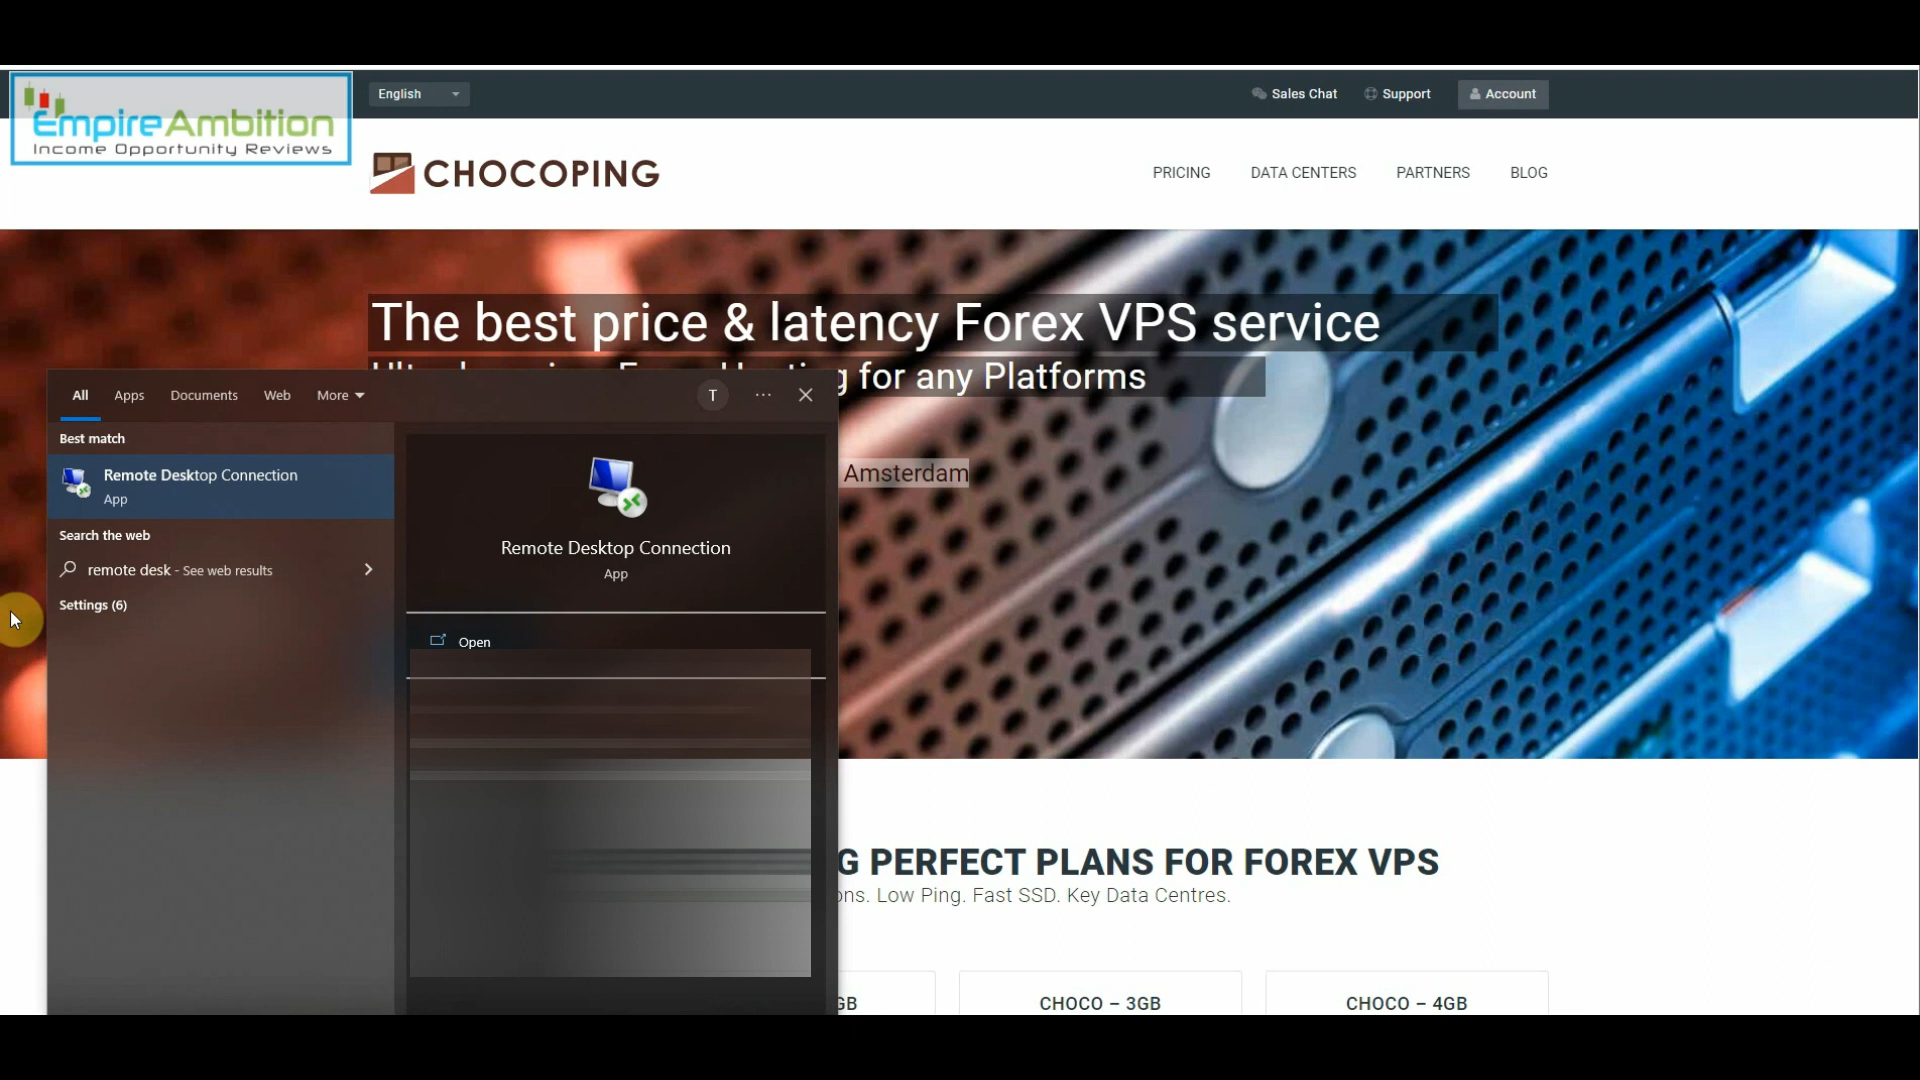 EmpireAmbition
Income Opportunity Reviews
English
Sales Chat
Support
Account
CHOCOPING
PRICING
DATA CENTERS
PARTNERS
BLOG
The best price & latency Forex VPS service
for any Platforms
Amsterdam
All
Apps
Documents
Web
More
T
Best match
Remote Desktop Connection
App
Search the web
remote desk - See web results
Settings (6)
Remote Desktop Connection
App
Open
G PERFECT PLANS FOR FOREX VPS
ons. Low Ping. Fast SSD. Key Data Centres.
GB
CHOCO – 3GB
CHOCO – 4GB